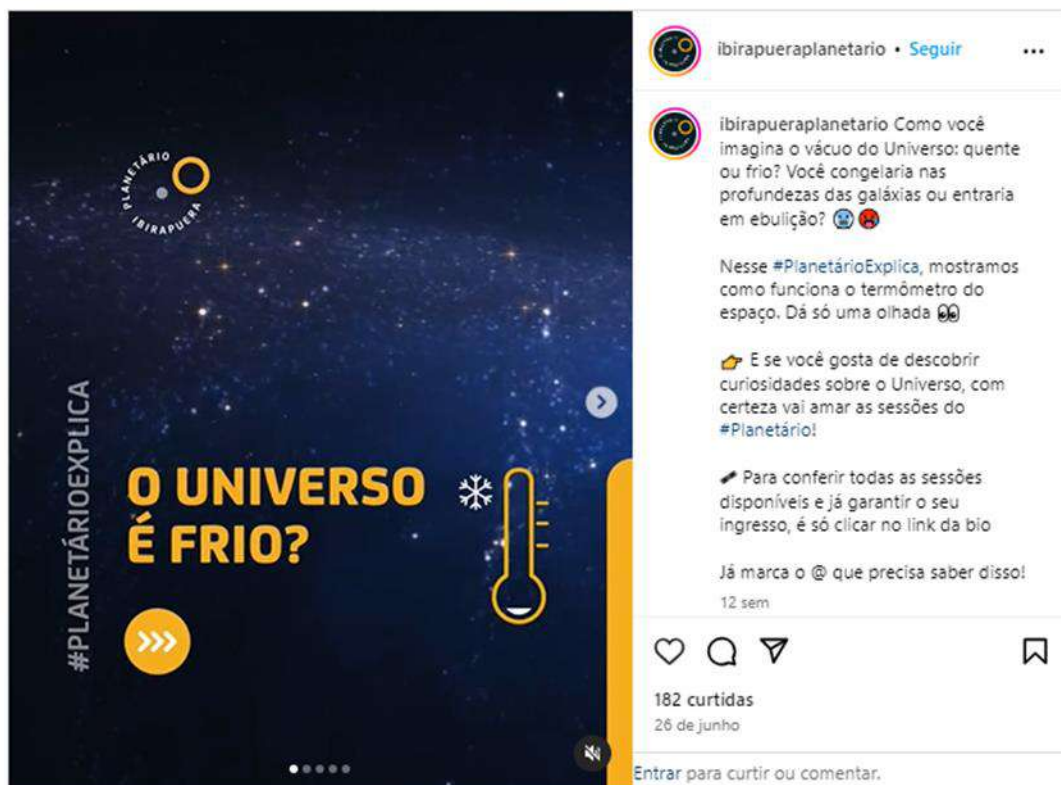 PLANETÁRIO
IBIRAPUERA
#PLANETÁRIOEXPLICA
O UNIVERSO
É FRIO?
ibirapueraplanetario • Seguir
ibirapueraplanetario Como você
imagina o vácuo do Universo: quente
ou frio? Você congelaria nas
profundezas das galáxias ou entraria
em ebulição? 🥶🥵
Nesse #PlanetárioExplica, mostramos
como funciona o termômetro do
espaço. Dá só uma olhada 👀
👉 E se você gosta de descobrir
curiosidades sobre o Universo, com
certeza vai amar as sessões do
#Planetário!
Para conferir todas as sessões
disponíveis e já garantir o seu
ingresso, é só clicar no link da bio
Já marca o @ que precisa saber disso!
12 sem
182 curtidas
26 de junho
Entrar para curtir ou comentar.